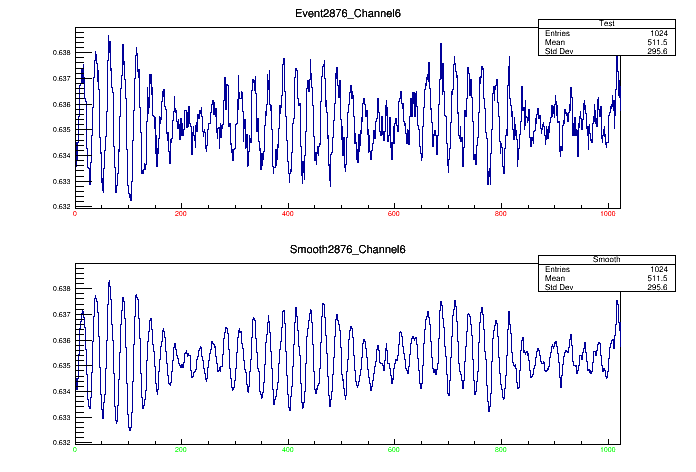 Event2876_Channel6
Test
Entries 1024
Mean 511.5
Std Dev 295.6
0.638
0.637
0.636
0.635
0.634
0.633
0.632
0 200 400 600 800 1000
Smooth2876_Channel6
Smooth
Entries 1024
Mean 511.5
Std Dev 295.6
0.638
0.637
0.636
0.635
0.634
0.633
0.632
0 200 400 600 800 1000